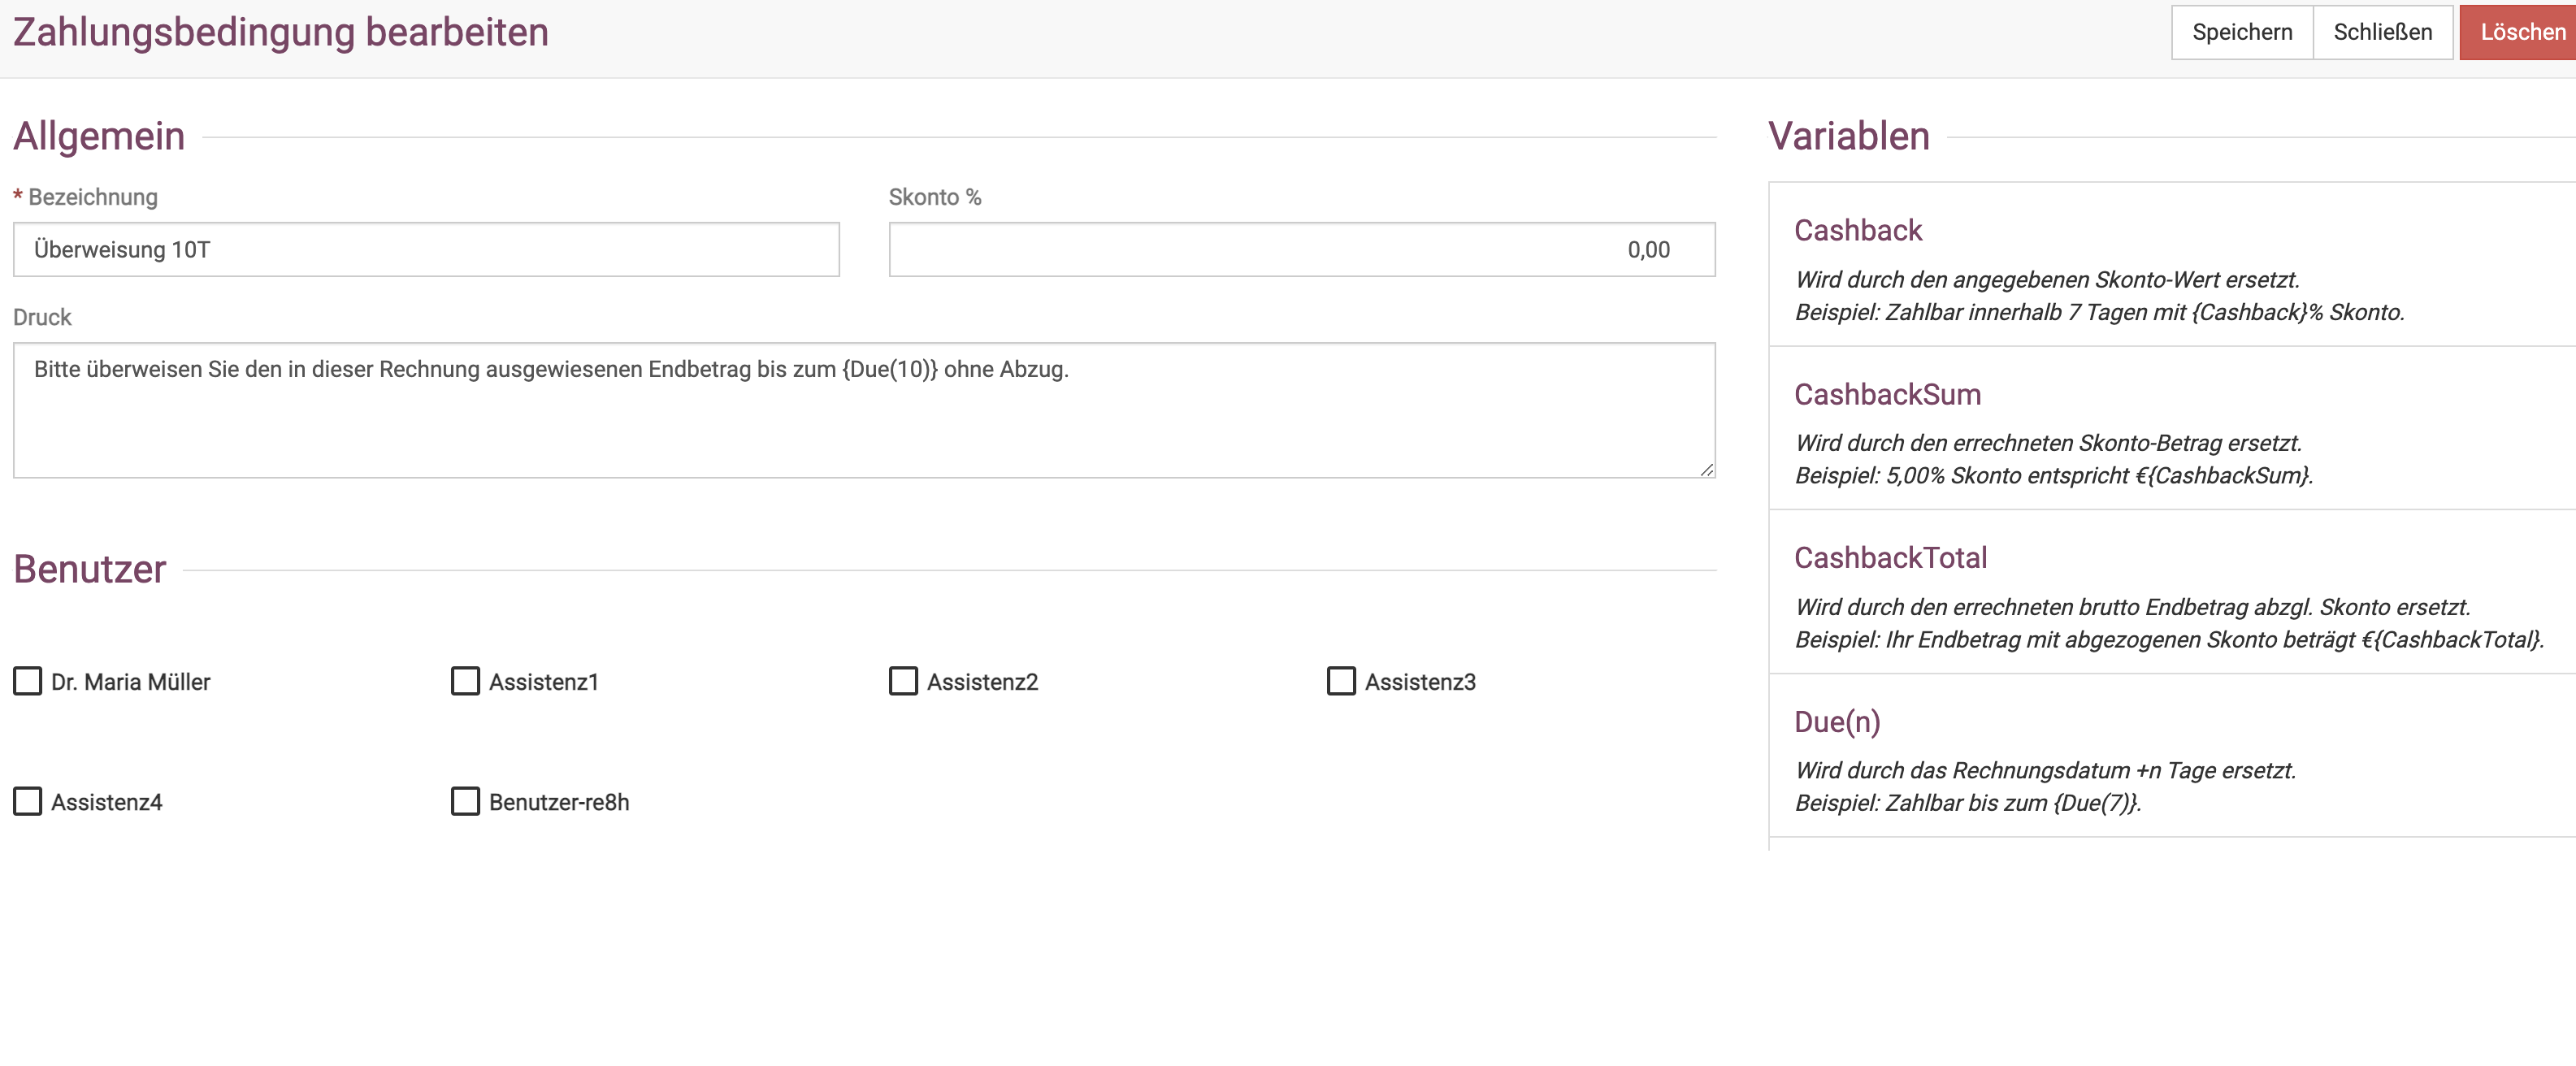 Zahlungsbedingung bearbeiten
Speichern
Schließen
Löschen
Allgemein
* Bezeichnung
Skonto %
Überweisung 10T
0,00
Druck
Bitte überweisen Sie den in dieser Rechnung ausgewiesenen Endbetrag bis zum {Due(10)} ohne Abzug.
Benutzer
Dr. Maria Müller
Assistenz1
Assistenz2
Assistenz3
Assistenz4
Benutzer-re8h
Variablen
Cashback
Wird durch den angegebenen Skonto-Wert ersetzt.
Beispiel: Zahlbar innerhalb 7 Tagen mit {Cashback}% Skonto.
CashbackSum
Wird durch den errechneten Skonto-Betrag ersetzt.
Beispiel: 5,00% Skonto entspricht €{CashbackSum}.
CashbackTotal
Wird durch den errechneten brutto Endbetrag abzgl. Skonto ersetzt.
Beispiel: Ihr Endbetrag mit abgezogenen Skonto beträgt €{CashbackTotal}.
Due(n)
Wird durch das Rechnungsdatum +n Tage ersetzt.
Beispiel: Zahlbar bis zum {Due(7)}.